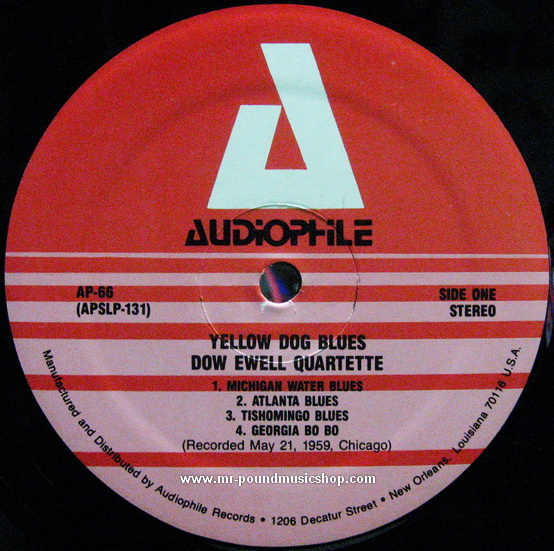 AUDIOPHILE
AP-66
(APSLP-131)
SIDE ONE
STEREO
YELLOW DOG BLUES
DOW EWELL QUARTETTE
1. MICHIGAN WATER BLUES
2. ATLANTA BLUES
3. TISHOMINGO BLUES
4. GEORGIA BO BO
(Recorded May 21, 1959, Chicago)
www.mr-poundmusicshop.com
Manufactured and Distributed by Audiophile Records • 1206 Decatur Street • New Orleans, Louisiana 70116 U.S.A.